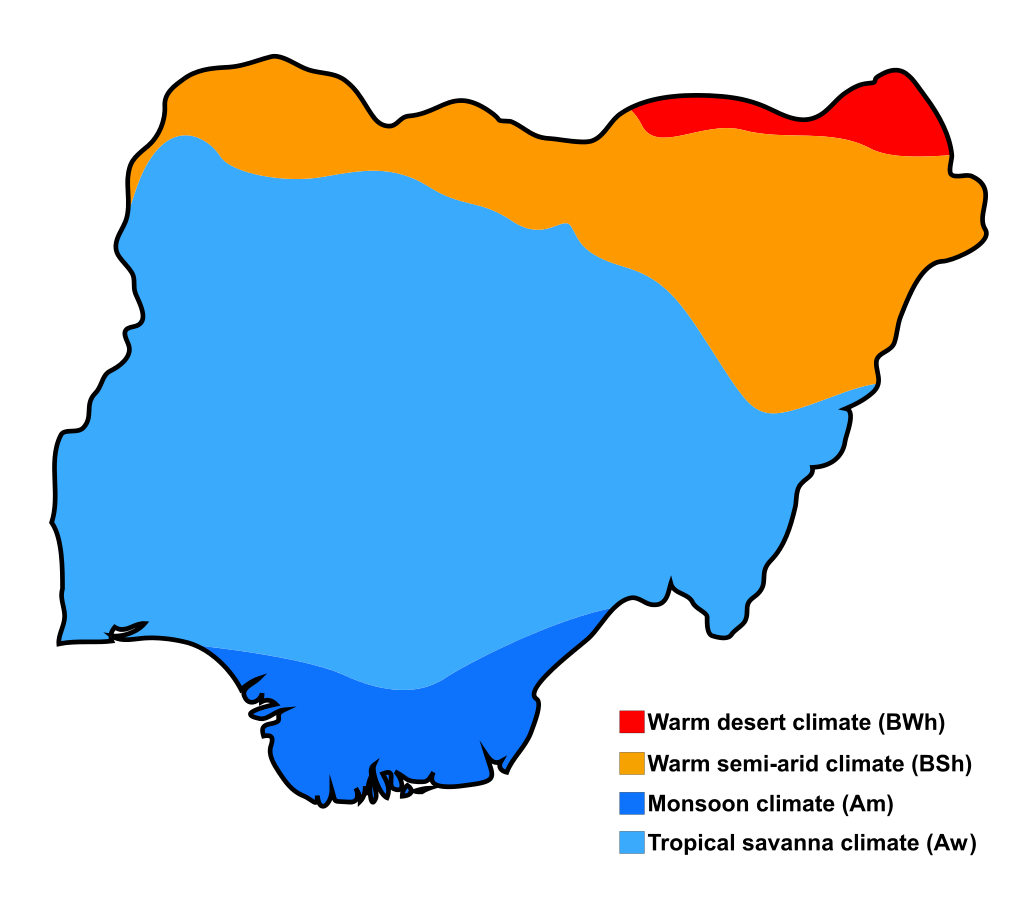 Warm desert climate (BWh)
Warm semi-arid climate (BSh)
Monsoon climate (Am)
Tropical savanna climate (Aw)